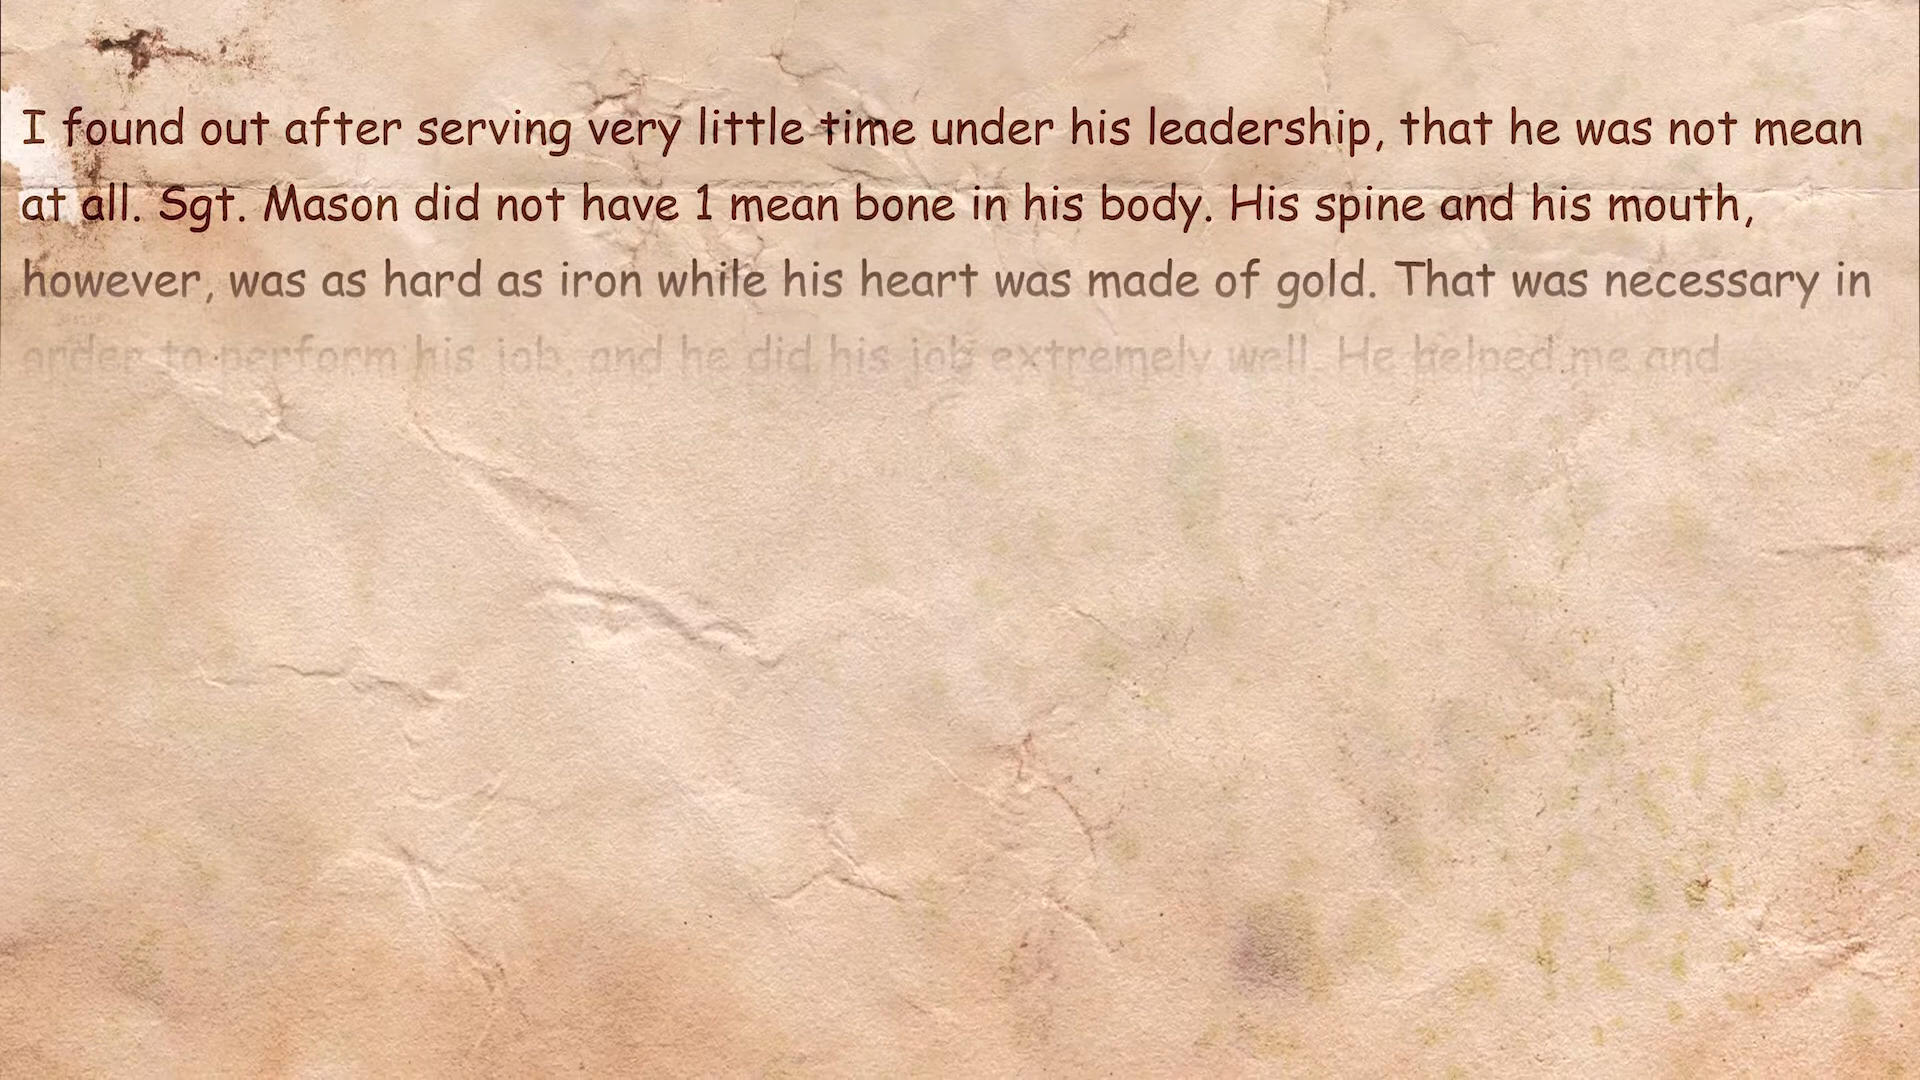 I found out after serving very little time under his leadership, that he was not mean
at all. Sgt. Mason did not have 1 mean bone in his body. His spine and his mouth,
however, was as hard as iron while his heart was made of gold. That was necessary in
order to perform his job, and he did his job extremely well. He helped me and